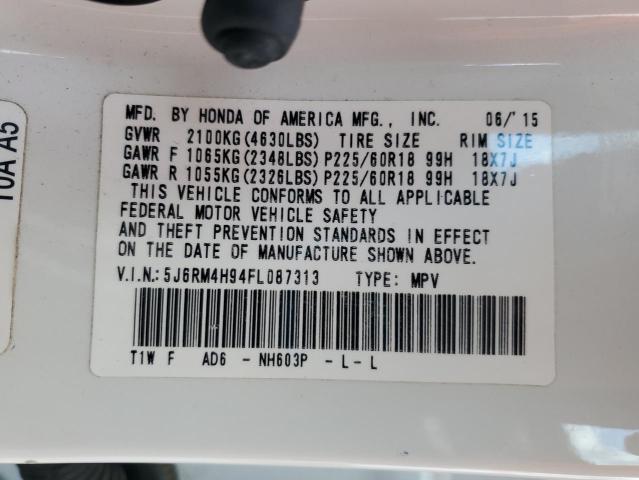 MFD. BY HONDA OF AMERICA MFG., INC. 06/'15
GVWR 2100KG(4630LBS) TIRE SIZE RIM SIZE
GAWR F 1065KG(2348LBS)P225/60R18 99H 18X7J
GAWR R 1055KG(2326LBS)P225/60R18 99H 18X7J
THIS VEHICLE CONFORMS TO ALL APPLICABLE
FEDERAL MOTOR VEHICLE SAFETY
AND THEFT PREVENTION STANDARDS IN EFFECT
ON THE DATE OF MANUFACTURE SHOWN ABOVE.
V.I.N.:5J6RM4H94FL087313 TYPE: MPV
T1W F AD6 - NH603P - L - L
10A A5